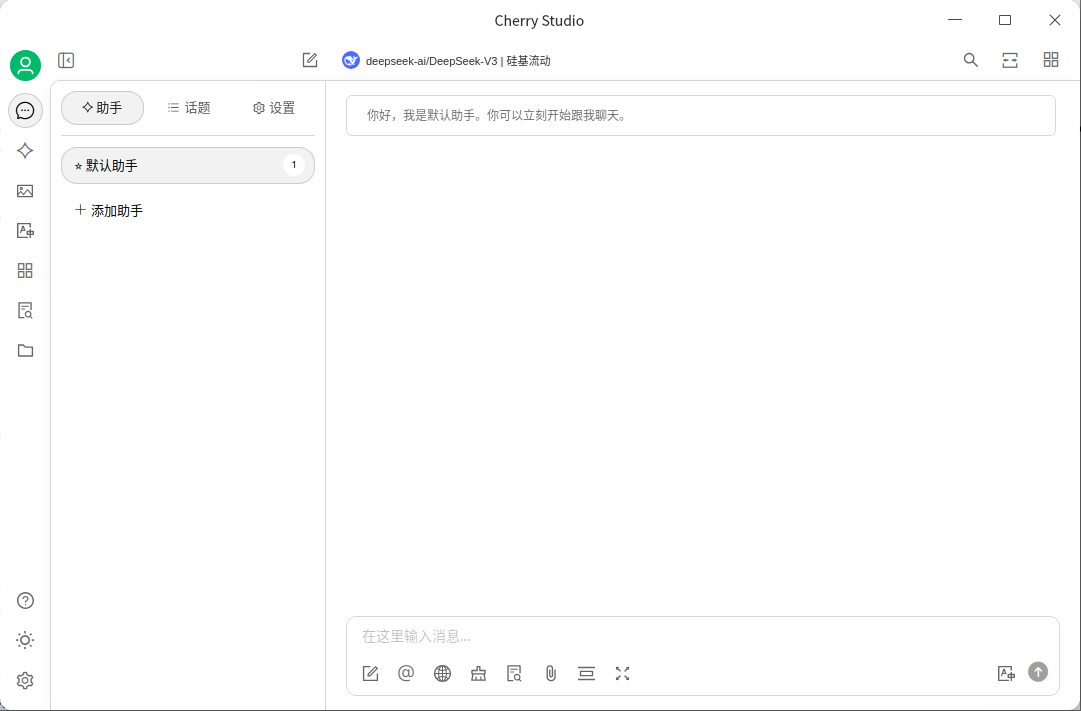 Cherry Studio
deepseek-ai/DeepSeek-V3 | 硅基流动
助手 话题 设置
默认助手 1
添加助手
你好，我是默认助手。你可以立刻开始跟我聊天。
在这里输入消息...